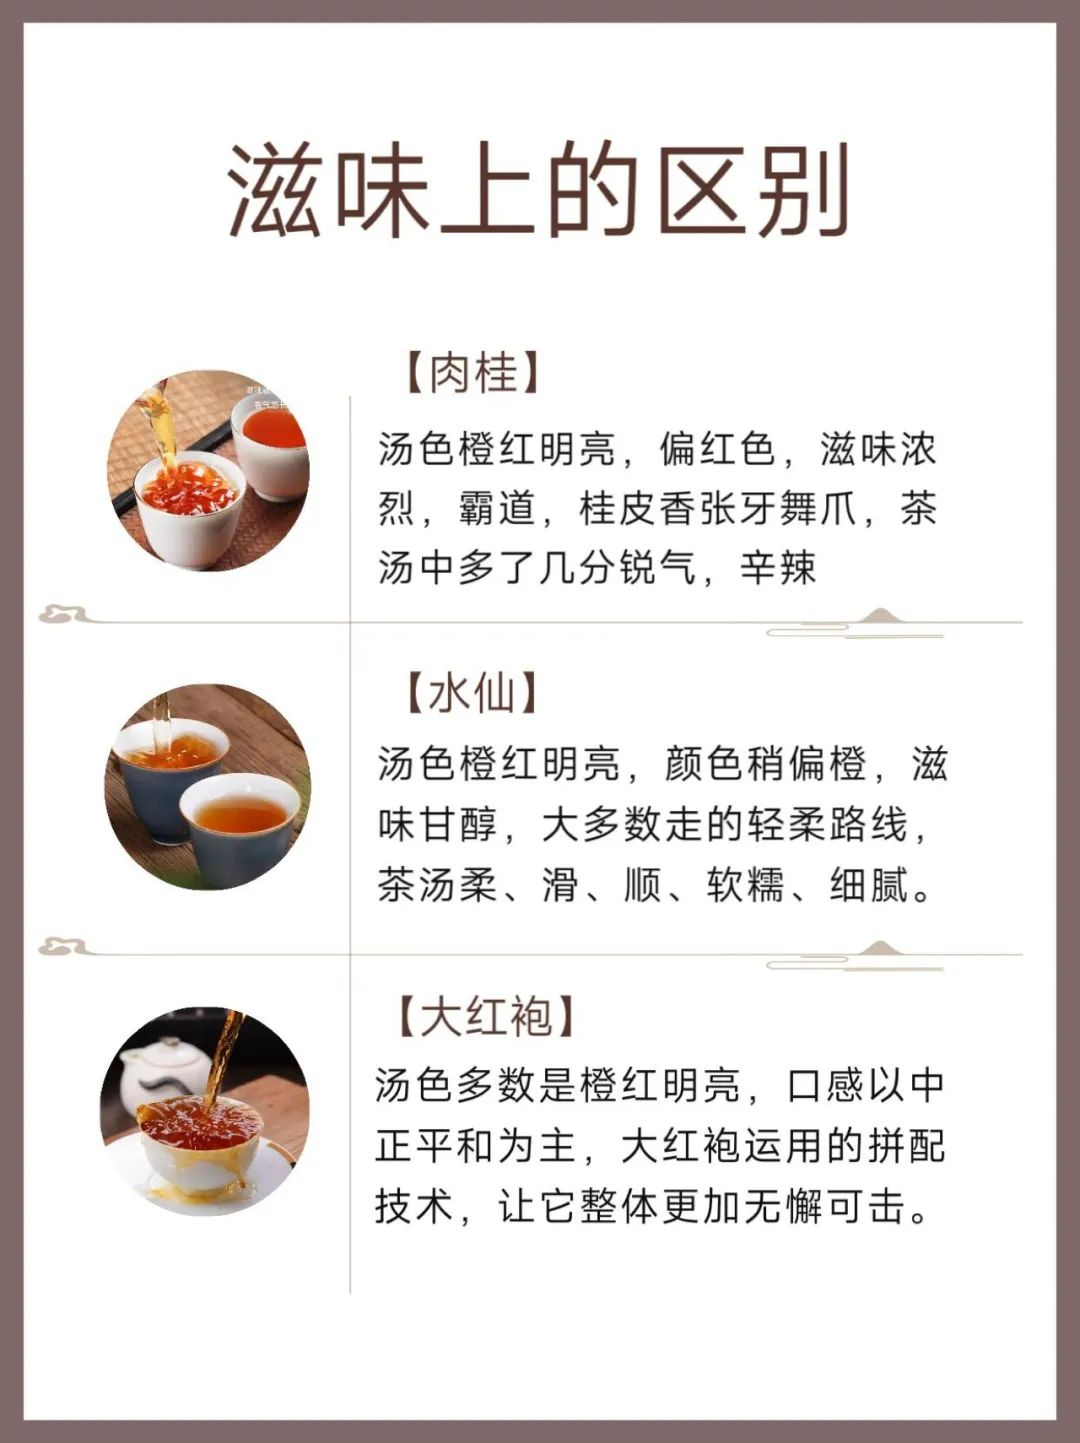 滋味上的区别
【肉桂】
汤色橙红明亮，偏红色，滋味浓
烈，霸道，桂皮香张牙舞爪，茶
汤中多了几分锐气，辛辣
【水仙】
汤色橙红明亮，颜色稍偏橙，滋
味甘醇，大多数走的轻柔路线，
茶汤柔、滑、顺、软糯、细腻。
【大红袍】
汤色多数是橙红明亮，口感以中
正平和为主，大红袍运用的拼配
技术，让它整体更加无懈可击。